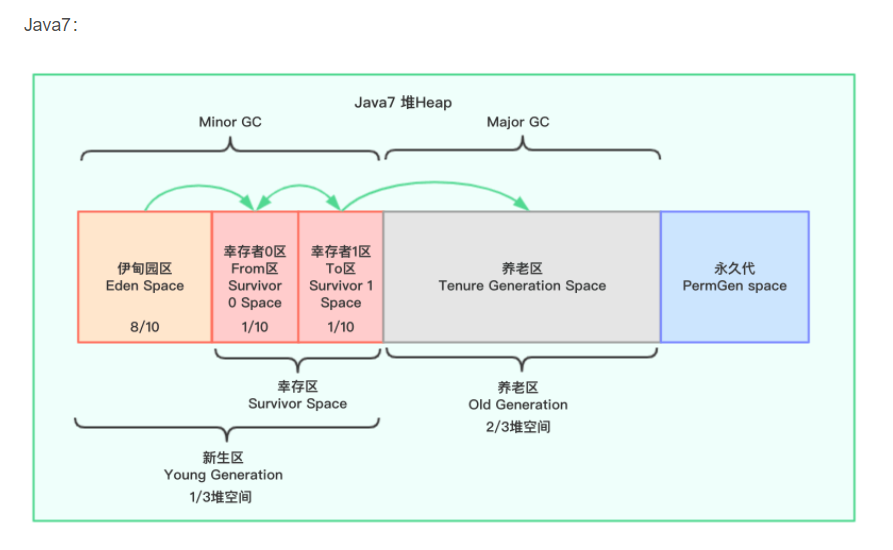 Java7：
Java7 堆Heap
Minor GC
Major GC
伊甸园区
Eden Space
8/10
幸存者0区
From区
Survivor
0 Space
1/10
幸存者1区
To区
Survivor 1
Space
1/10
养老区
Tenure Generation Space
永久代
PermGen space
幸存区
Survivor Space
养老区
Old Generation
2/3堆空间
新生区
Young Generation
1/3堆空间